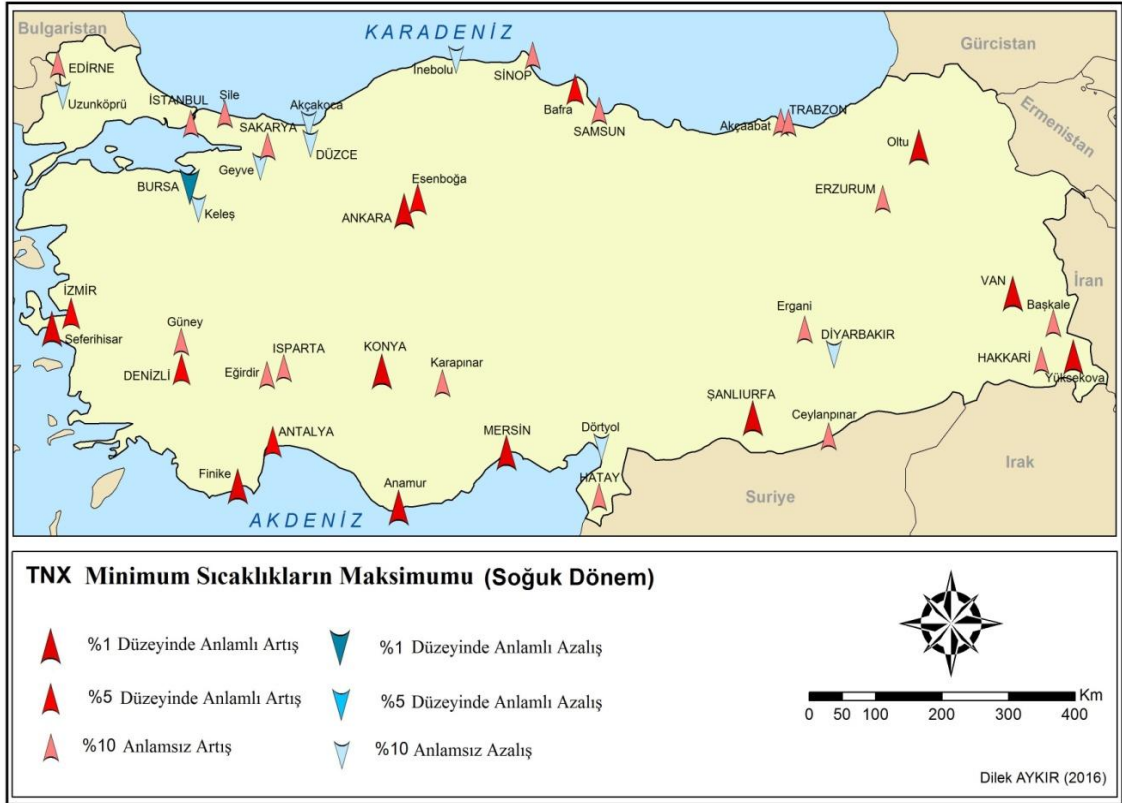 Bulgaristan
KARADENİZ
Gürcistan
EDİRNE
İnebolu
SİNOP
Uzunköprü
İSTANBUL
Şile
Akçakoca
Bafra
SAMSUN
Akçaabat
TRABZON
Ermenistan
SAKARYA
DÜZCE
Oltu
Geyve
BURSA
Keleş
Esenboğa
ANKARA
ERZURUM
İZMİR
Seferihisar
VAN
İran
Başkale
Güney
DENİZLİ
Eğirdir
ISPARTA
KONYA
Karapınar
Ergani
DİYARBAKIR
HAKKARİ
Yüksekova
ŞANLIURFA
Ceylanpınar
ANTALYA
MERSİN
Dörtyol
Finike
Anamur
HATAY
Suriye
Irak
AKDENİZ
TNX Minimum Sıcaklıkların Maksimumu (Soğuk Dönem)
%1 Düzeyinde Anlamlı Artış
%1 Düzeyinde Anlamlı Azalış
%5 Düzeyinde Anlamlı Artış
%5 Düzeyinde Anlamlı Azalış
%10 Anlamsız Artış
%10 Anlamsız Azalış
Km
0 50 100 200 300 400
Dilek AYKIR (2016)